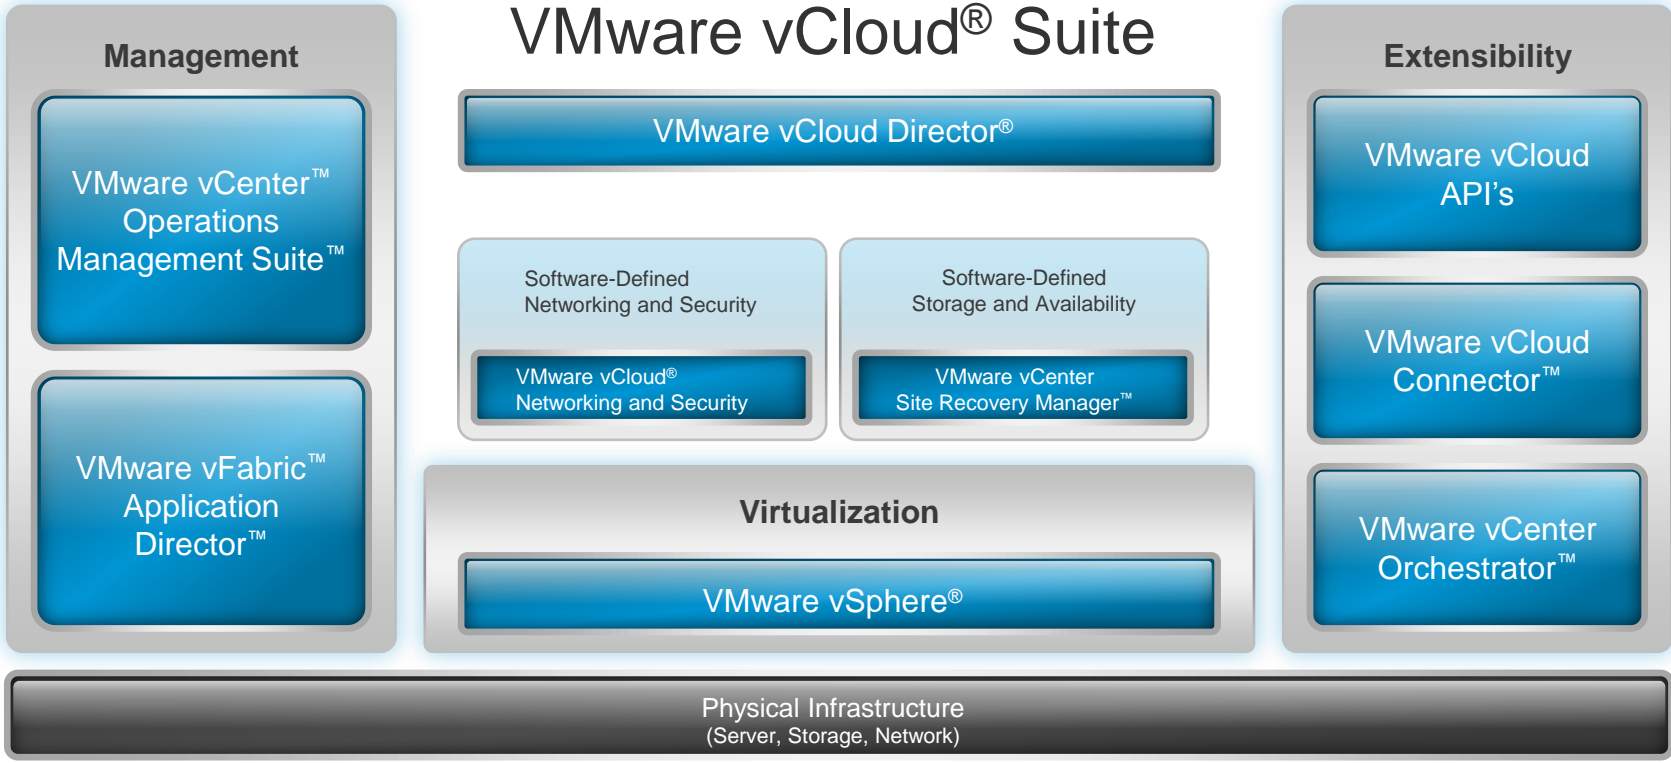 VMware vCloud® Suite
Management
VMware vCenter™
Operations
Management Suite™
VMware vFabric™
Application
Director™
VMware vCloud Director®
Software-Defined
Networking and Security
VMware vCloud®
Networking and Security
Software-Defined
Storage and Availability
VMware vCenter
Site Recovery Manager™
Virtualization
VMware vSphere®
Extensibility
VMware vCloud
API’s
VMware vCloud
Connector™
VMware vCenter
Orchestrator™
Physical Infrastructure
(Server, Storage, Network)